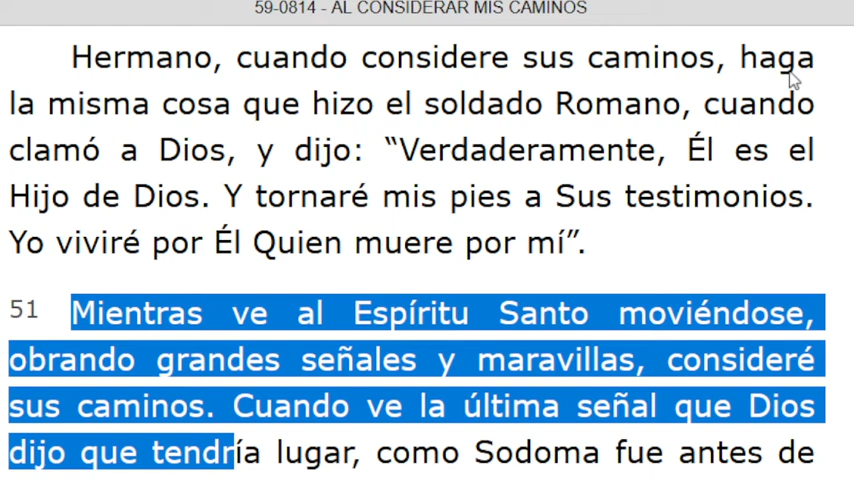 59-0814 - AL CONSIDERAR MIS CAMINOS
Hermano, cuando considere sus caminos, haga
la misma cosa que hizo el soldado Romano, cuando
clamó a Dios, y dijo: “Verdaderamente, Él es el
Hijo de Dios. Y tornaré mis pies a Sus testimonios.
Yo viviré por Él Quien muere por mí”.
51 Mientras ve al Espíritu Santo moviéndose,
obrando grandes señales y maravillas, consideré
sus caminos. Cuando ve la última señal que Dios
dijo que tendría lugar, como Sodoma fue antes de